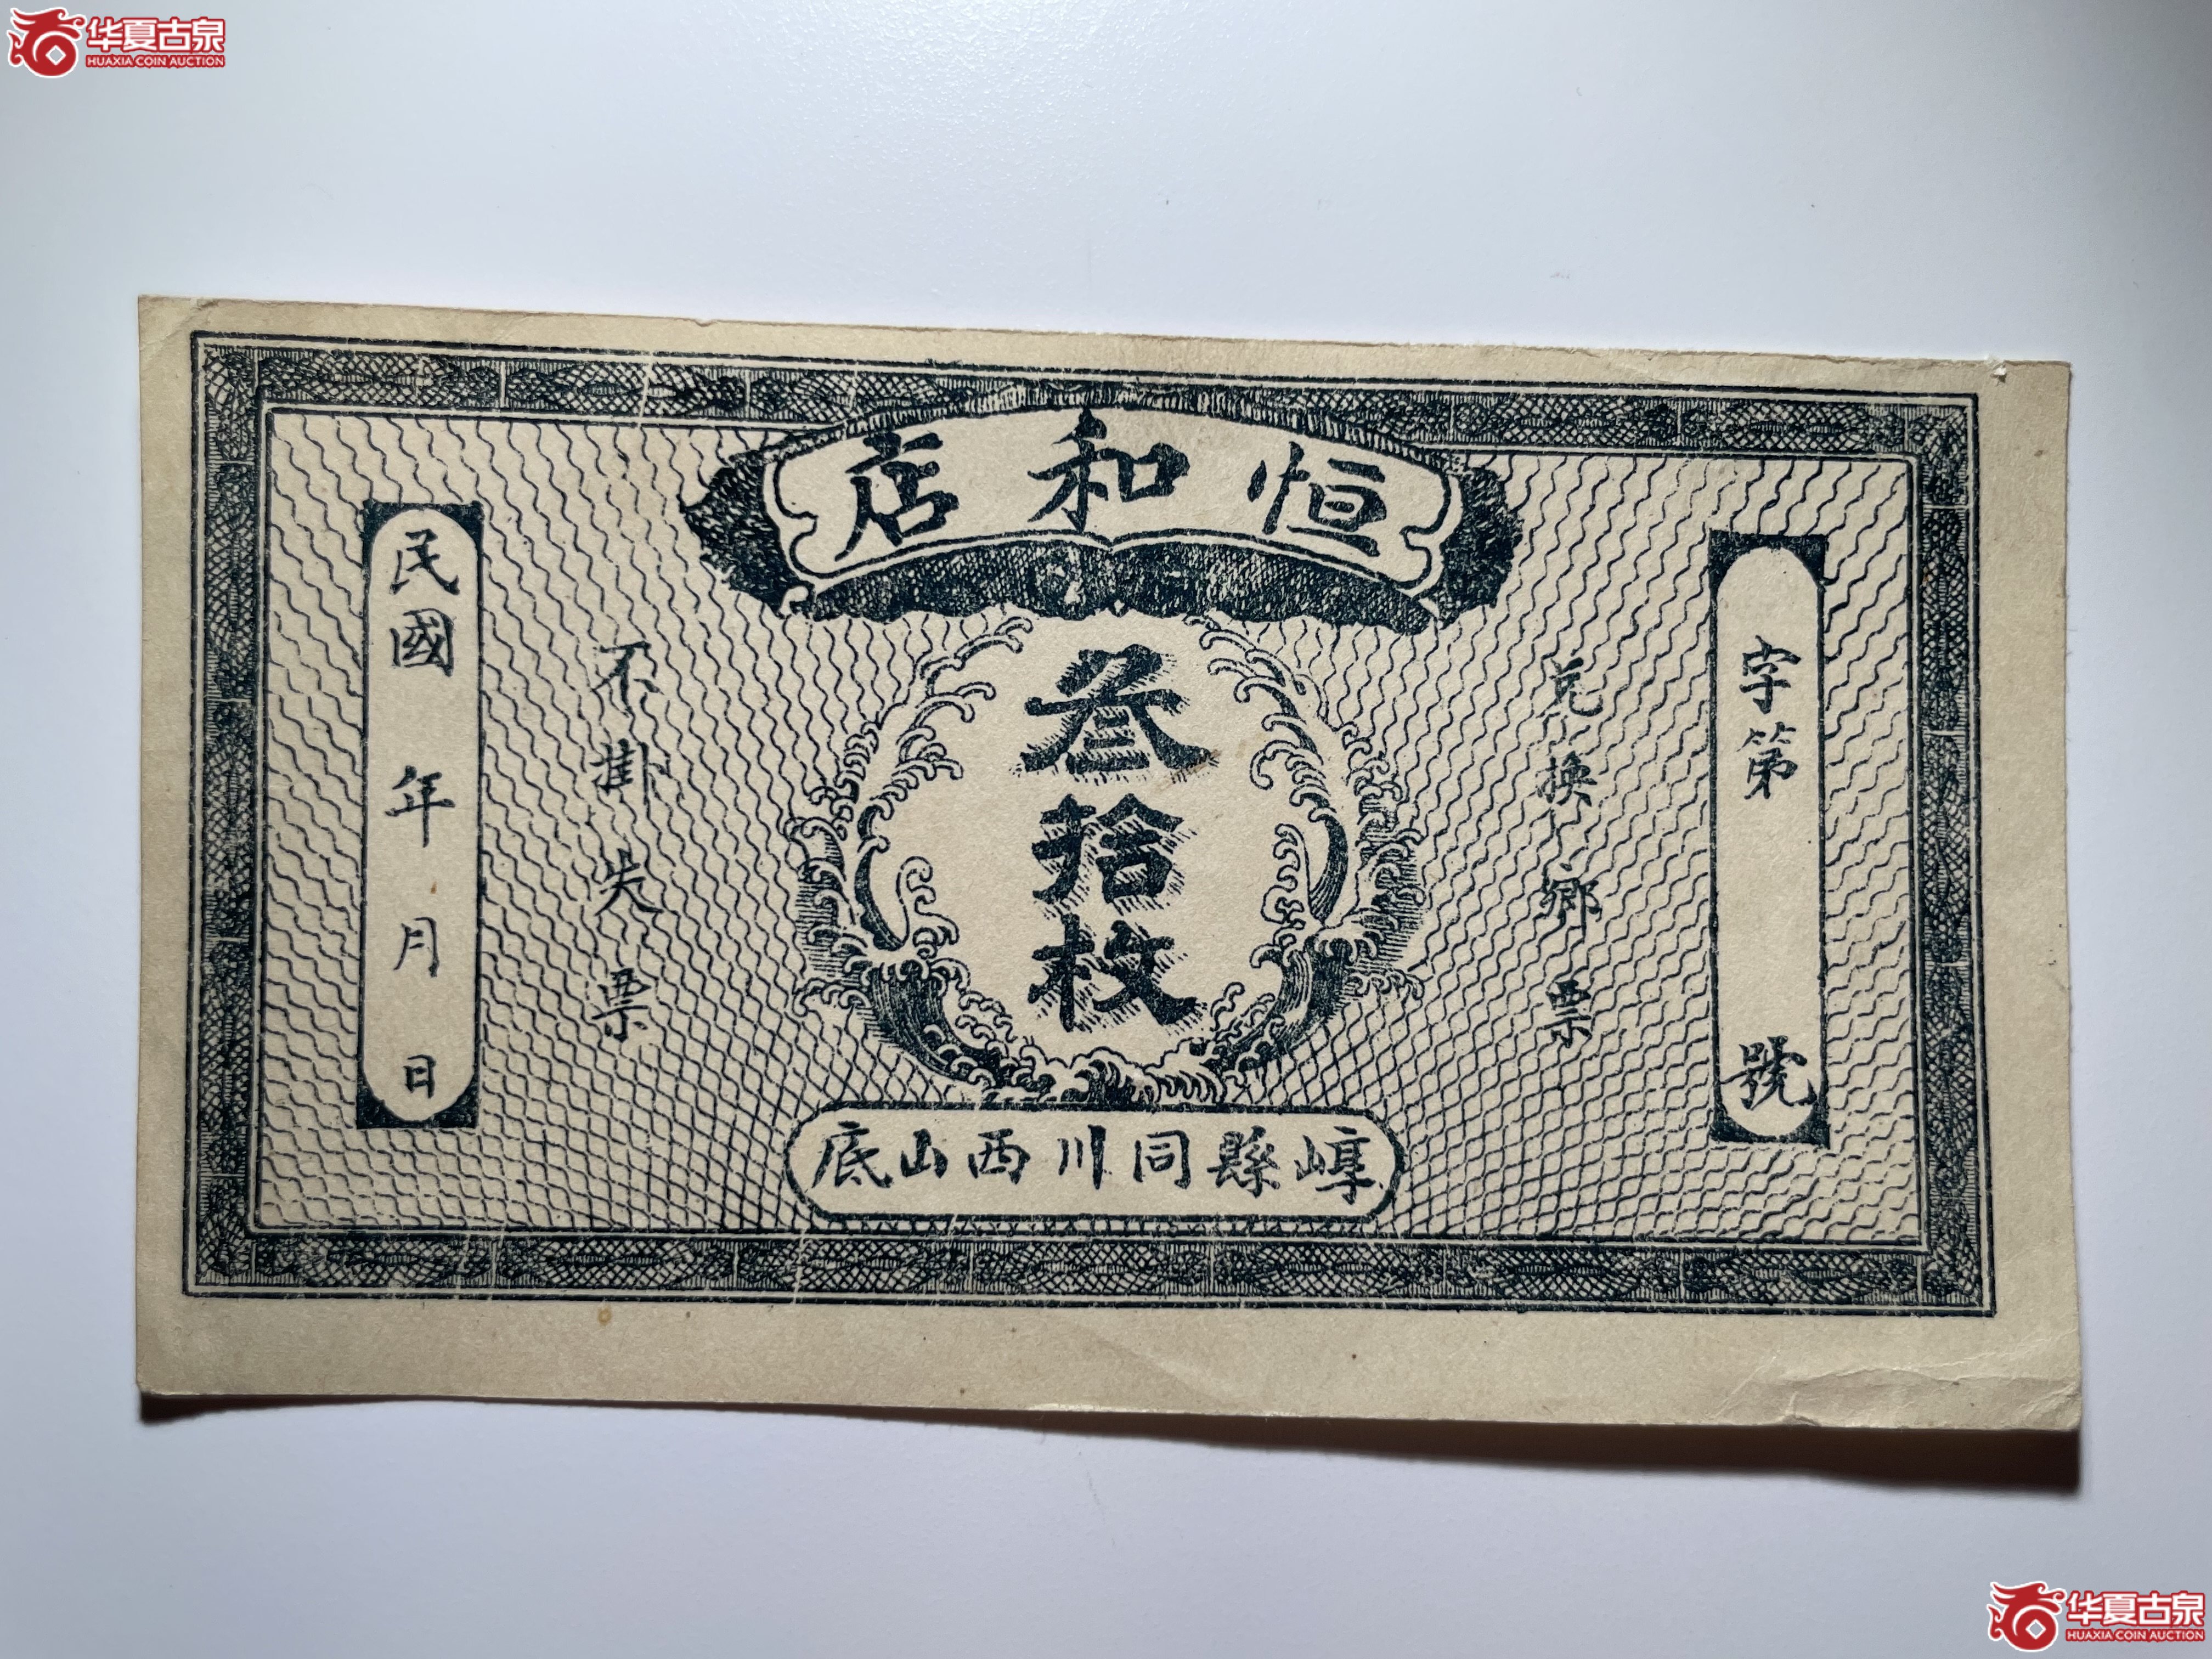 华夏古泉
HUAXIA COIN AUCTION
恒和店
字第 號
兑換鄉票
叁拾枚
不掛失票
民國 年 月 日
崞縣同川西山底
华夏古泉
HUAXIA COIN AUCTION